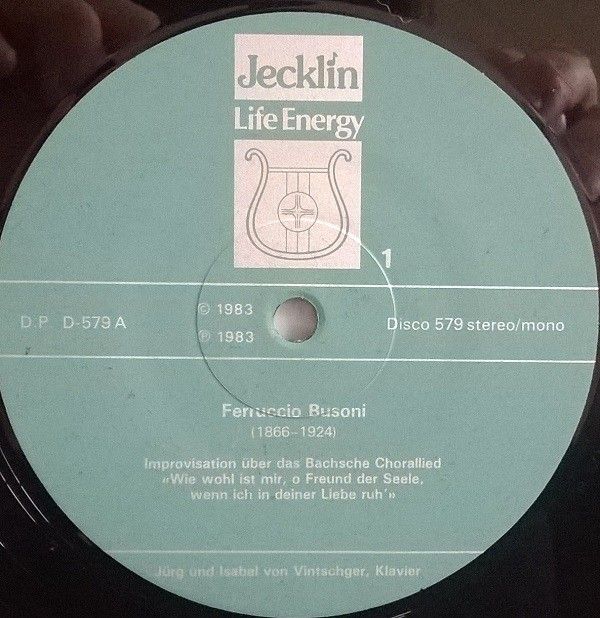 Jecklin
Life Energy
1
D.P. D-579 A
© 1983
℗ 1983
Disco 579 stereo/mono
Ferruccio Busoni
(1866–1924)
Improvisation über das Bachsche Chorallied
«Wie wohl ist mir, o Freund der Seele,
wenn ich in deiner Liebe ruh’»
Jürg und Isabel von Vintschger, Klavier